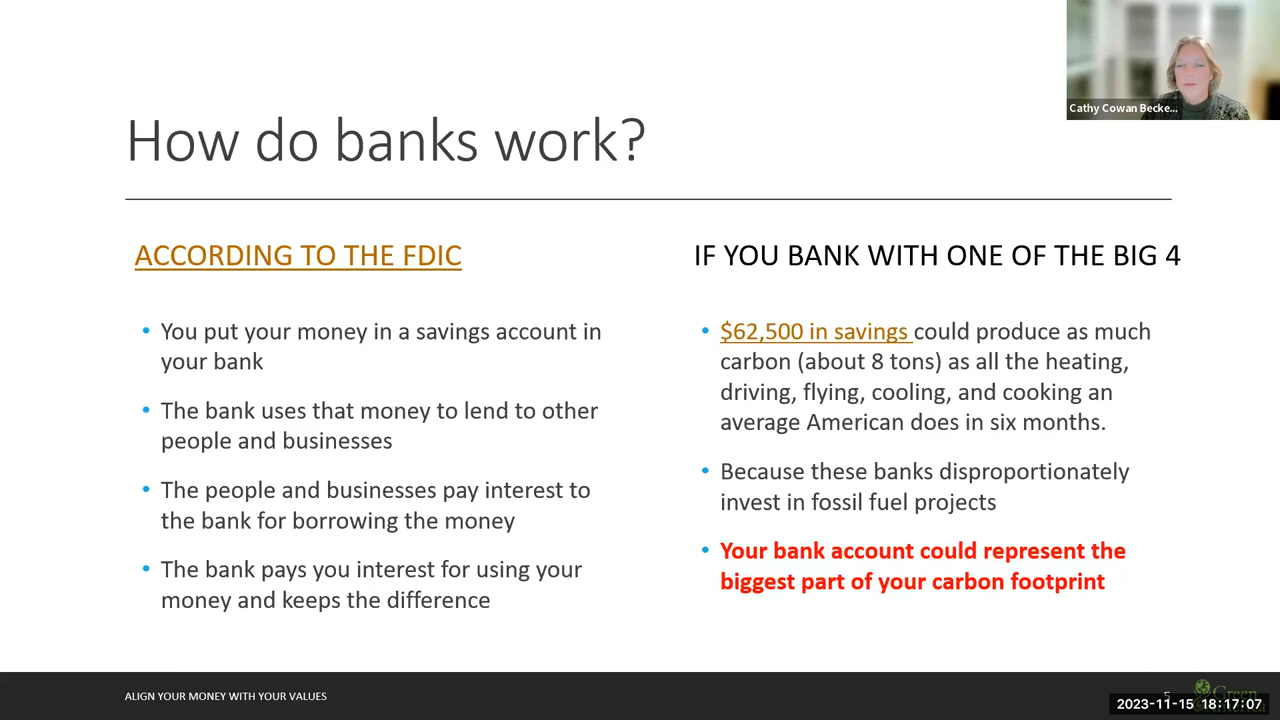 Cathy Cowan Becke...
How do banks work?
ACCORDING TO THE FDIC
You put your money in a savings account in
your bank
The bank uses that money to lend to other
people and businesses
The people and businesses pay interest to
the bank for borrowing the money
The bank pays you interest for using your
money and keeps the difference
IF YOU BANK WITH ONE OF THE BIG 4
$62,500 in savings could produce as much
carbon (about 8 tons) as all the heating,
driving, flying, cooling, and cooking an
average American does in six months.
Because these banks disproportionately
invest in fossil fuel projects
Your bank account could represent the
biggest part of your carbon footprint
ALIGN YOUR MONEY WITH YOUR VALUES
5
Green
2023-11-15 18:17:07